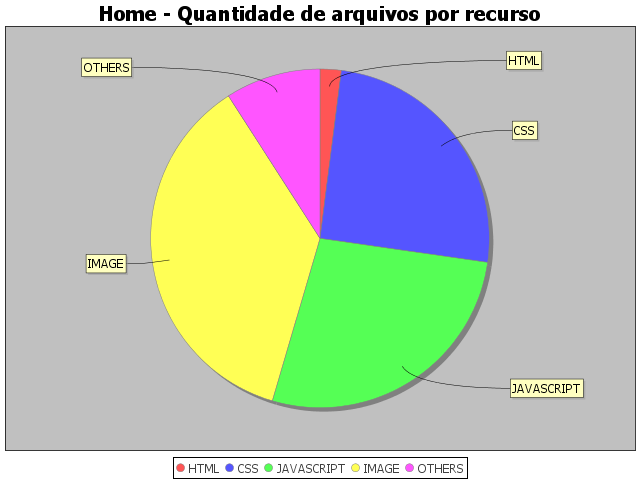 Home - Quantidade de arquivos por recurso
OTHERS
HTML
CSS
IMAGE
JAVASCRIPT
HTML CSS JAVASCRIPT IMAGE OTHERS